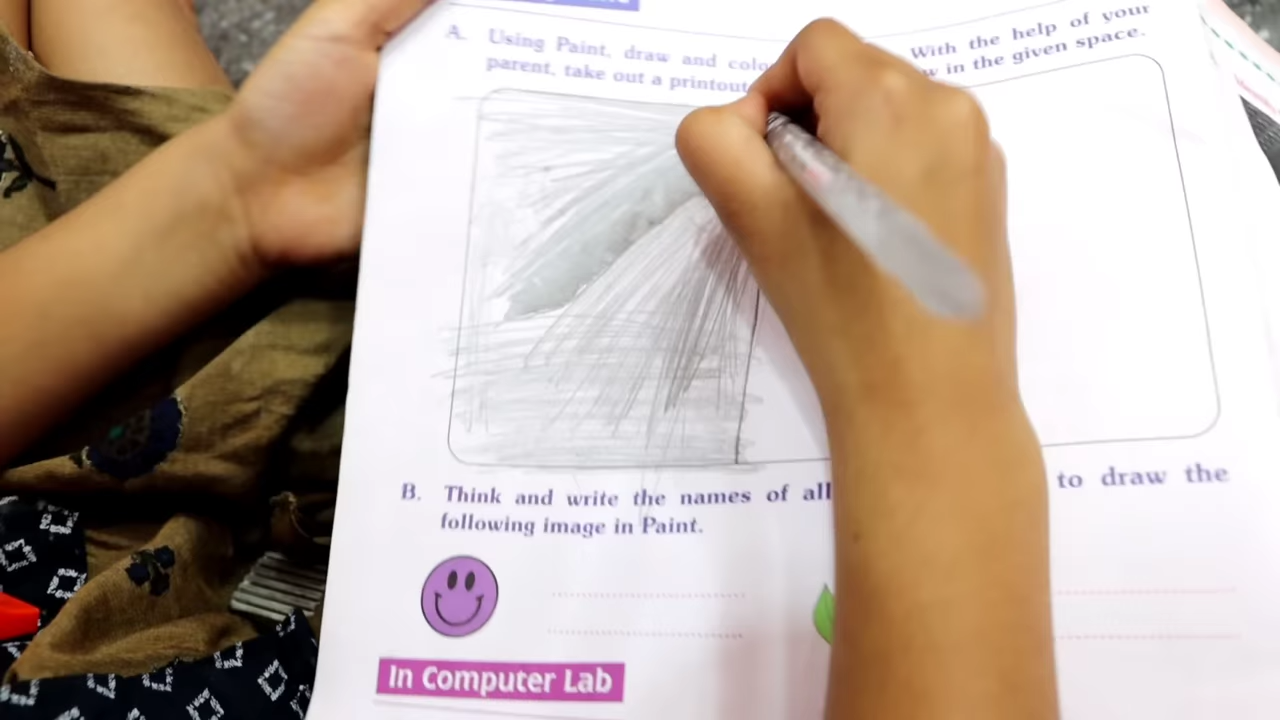 A. Using Paint, draw and With the help of your
parent, take out a printout in the given space.
B. Think and write the names of all to draw the
following image in Paint.
In Computer Lab